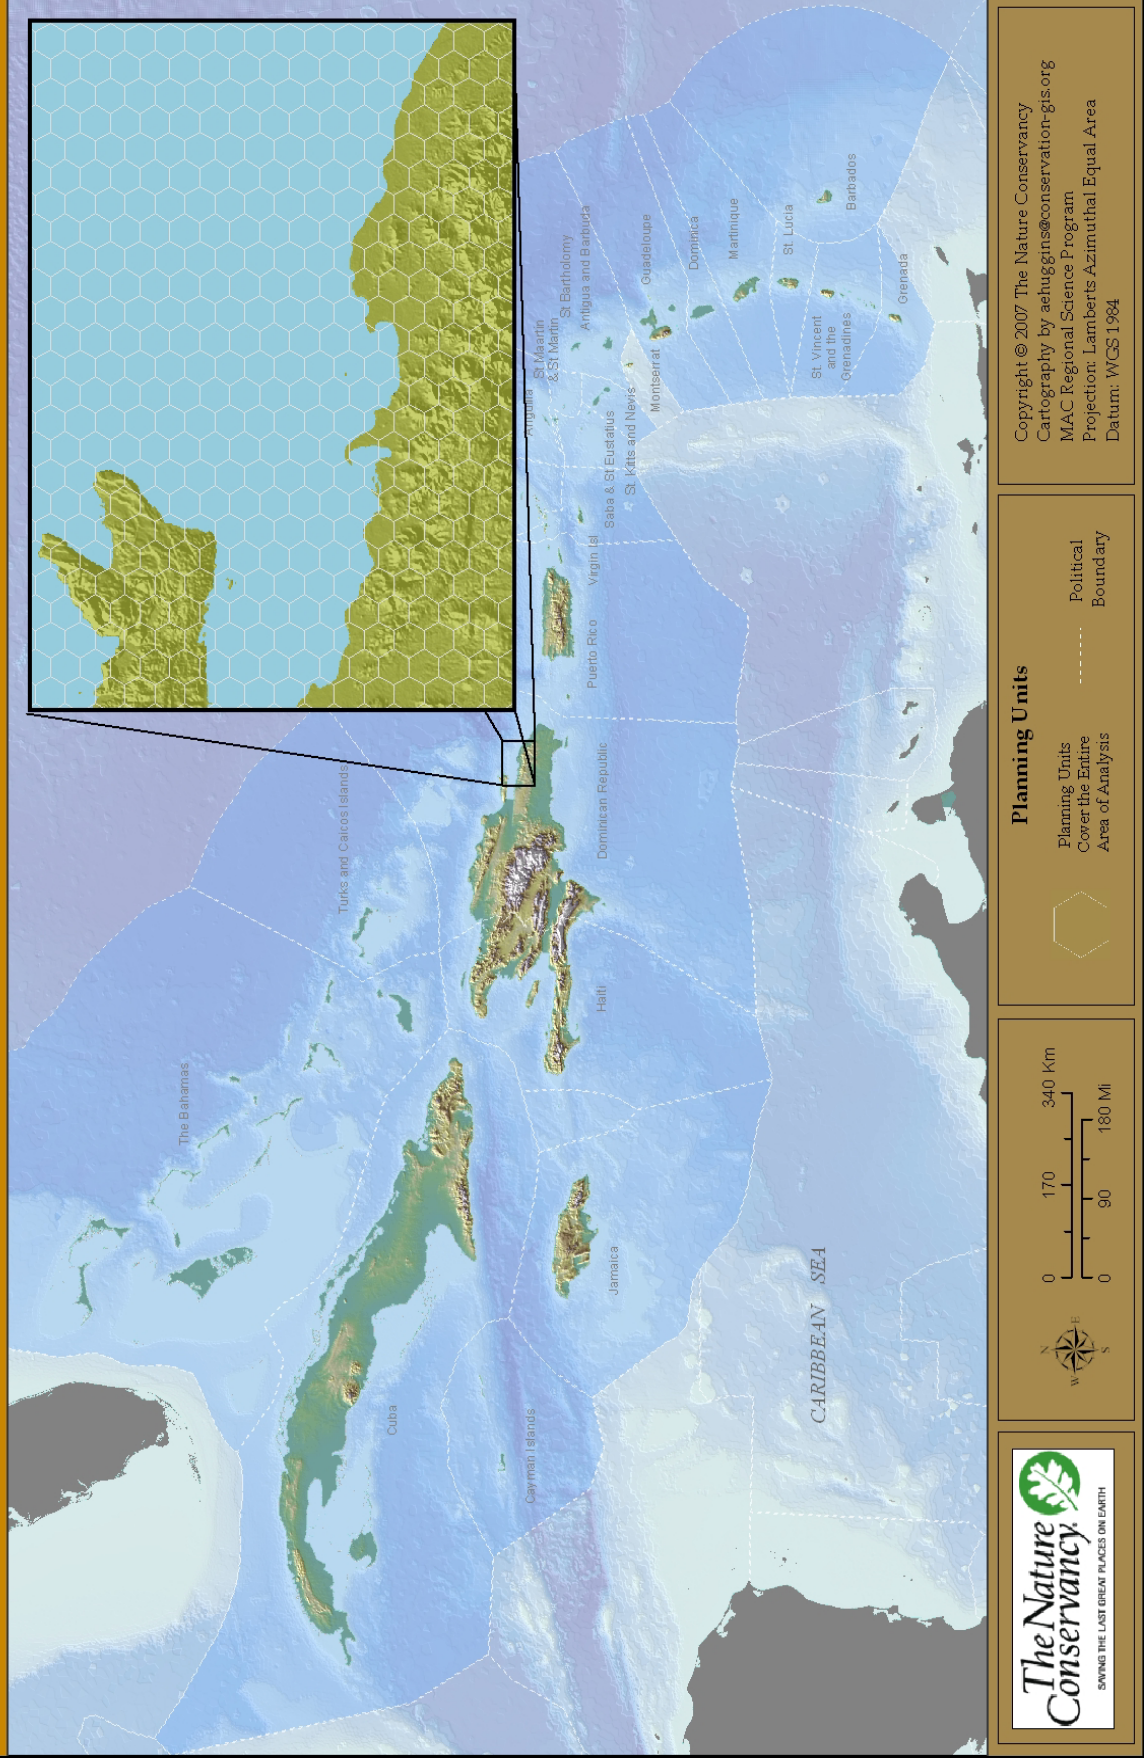 The Bahamas
Turks and Caicos Islands
Cuba
Cayman Islands
Jamaica
Haiti
Dominican Republic
Puerto Rico
Virgin Isl
Anguilla
St Maartin
& St Martin
St Bartholomy
Antigua and Barbuda
Saba & St Eustatius
St. Kitts and Nevis
Montserrat
Guadeloupe
Dominica
Martinique
St. Lucia
St. Vincent
and the
Grenadines
Barbados
Grenada
CARIBBEAN SEA
The Nature
Conservancy.
SAVING THE LAST GREAT PLACES ON EARTH
N
W E
S
0 170 340 Km
0 90 180 Mi
Planning Units
Planning Units
Cover the Entire
Area of Analysis
Political
Boundary
Copyright © 2007 The Nature Conservancy
Cartography by aehuggins@conservation-gis.org
MAC Regional Science Program
Projection: Lamberts Azimuthal Equal Area
Datum: WGS 1984